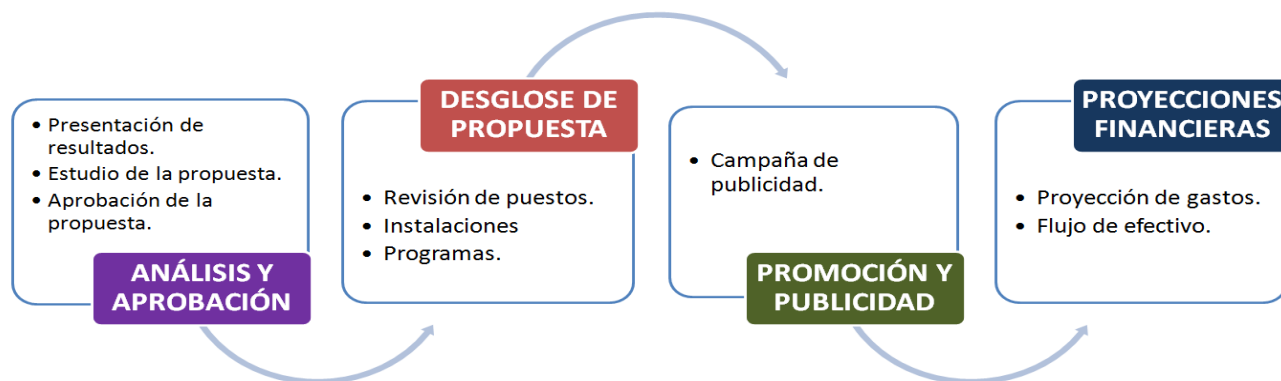 • Presentación de
resultados.
• Estudio de la propuesta.
• Aprobación de la
propuesta.
ANÁLISIS Y
APROBACIÓN
DESGLOSE DE
PROPUESTA
• Revisión de puestos.
• Instalaciones
• Programas.
• Campaña de
publicidad.
PROMOCIÓN Y
PUBLICIDAD
PROYECCIONES
FINANCIERAS
• Proyección de gastos.
• Flujo de efectivo.